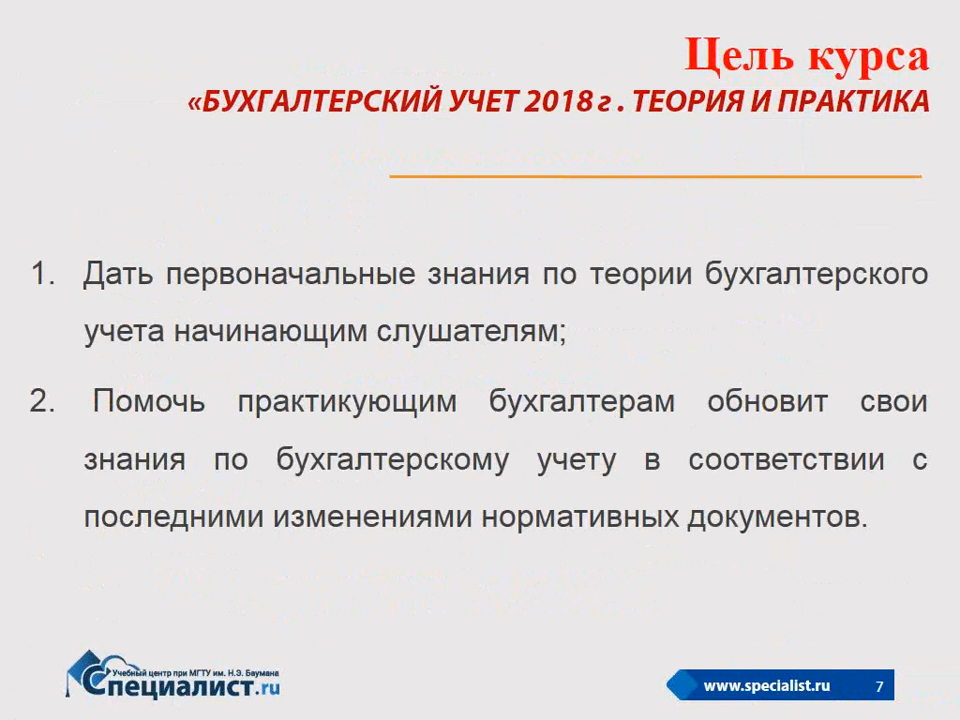 Цель курса
«БУХГАЛТЕРСКИЙ УЧЕТ 2018 г . ТЕОРИЯ И ПРАКТИКА
1. Дать первоначальные знания по теории бухгалтерского
учета начинающим слушателям;
2. Помочь практикующим бухгалтерам обновит свои
знания по бухгалтерскому учету в соответствии с
последними изменениями нормативных документов.
Учебный центр при МГТУ им. Н.Э. Баумана
Специалист.ru
www.specialist.ru 7